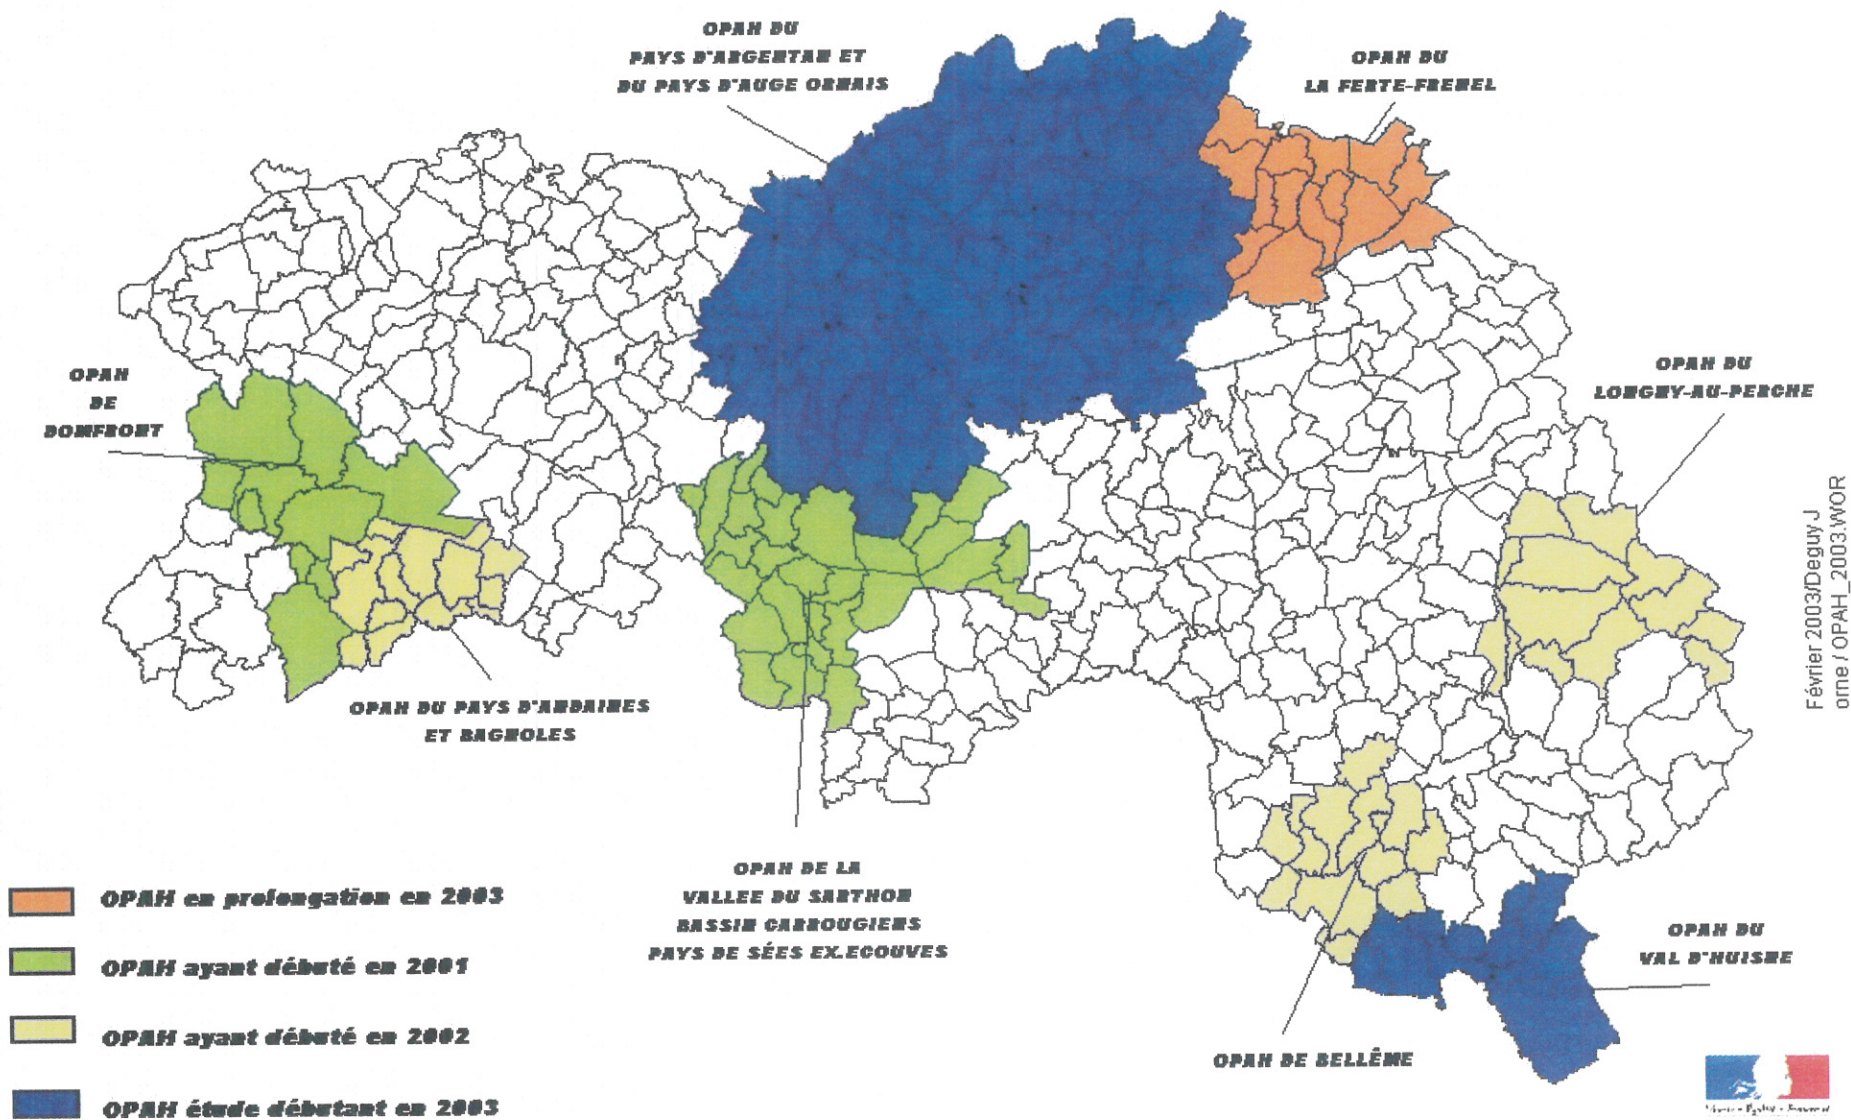 OPAH DU
PAYS D'ARGENTAN ET
DU PAYS D'AUGE ORNAIS
OPAH DU
LA FERTE-FRENEL
OPAH
DE
DOMFRONT
OPAH DU
LONGNY-AU-PERCHE
OPAH DU PAYS D'ANDAINES
ET BAGNOLES
OPAH DE LA
VALLEE DU SARTHON
BASSIN CARROUGIENS
PAYS DE SÉES EX.ECOUVES
OPAH DU
VAL D'HUISNE
OPAH DE BELLÊME
OPAH en prolongation en 2003
OPAH ayant débuté en 2001
OPAH ayant débuté en 2002
OPAH étude débutant en 2003
Février 2003/Deguy J
orne / OPAH_2003.WOR